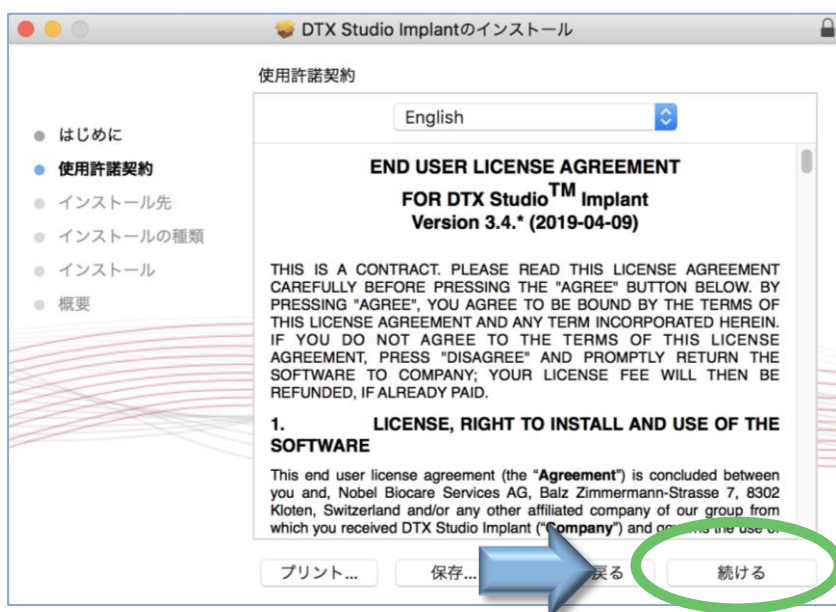 DTX Studio Implantのインストール
使用許諾契約
はじめに
使用許諾契約
インストール先
インストールの種類
インストール
概要
English
END USER LICENSE AGREEMENT
FOR DTX Studio™ Implant
Version 3.4.* (2019-04-09)
THIS IS A CONTRACT. PLEASE READ THIS LICENSE AGREEMENT
CAREFULLY BEFORE PRESSING THE "AGREE" BUTTON BELOW. BY
PRESSING "AGREE", YOU AGREE TO BE BOUND BY THE TERMS OF
THIS LICENSE AGREEMENT AND ANY TERM INCORPORATED HEREIN.
IF YOU DO NOT AGREE TO THE TERMS OF THIS LICENSE
AGREEMENT, PRESS "DISAGREE" AND PROMPTLY RETURN THE
SOFTWARE TO COMPANY; YOUR LICENSE FEE WILL THEN BE
REFUNDED, IF ALREADY PAID.
1. LICENSE, RIGHT TO INSTALL AND USE OF THE
SOFTWARE
This end user license agreement (the “Agreement”) is concluded between
you and, Nobel Biocare Services AG, Balz Zimmermann-Strasse 7, 8302
Kloten, Switzerland and/or any other affiliated company of our group from
which you received DTX Studio Implant (“Company”) and governs the use of
プリント...
保存...
戻る
続ける